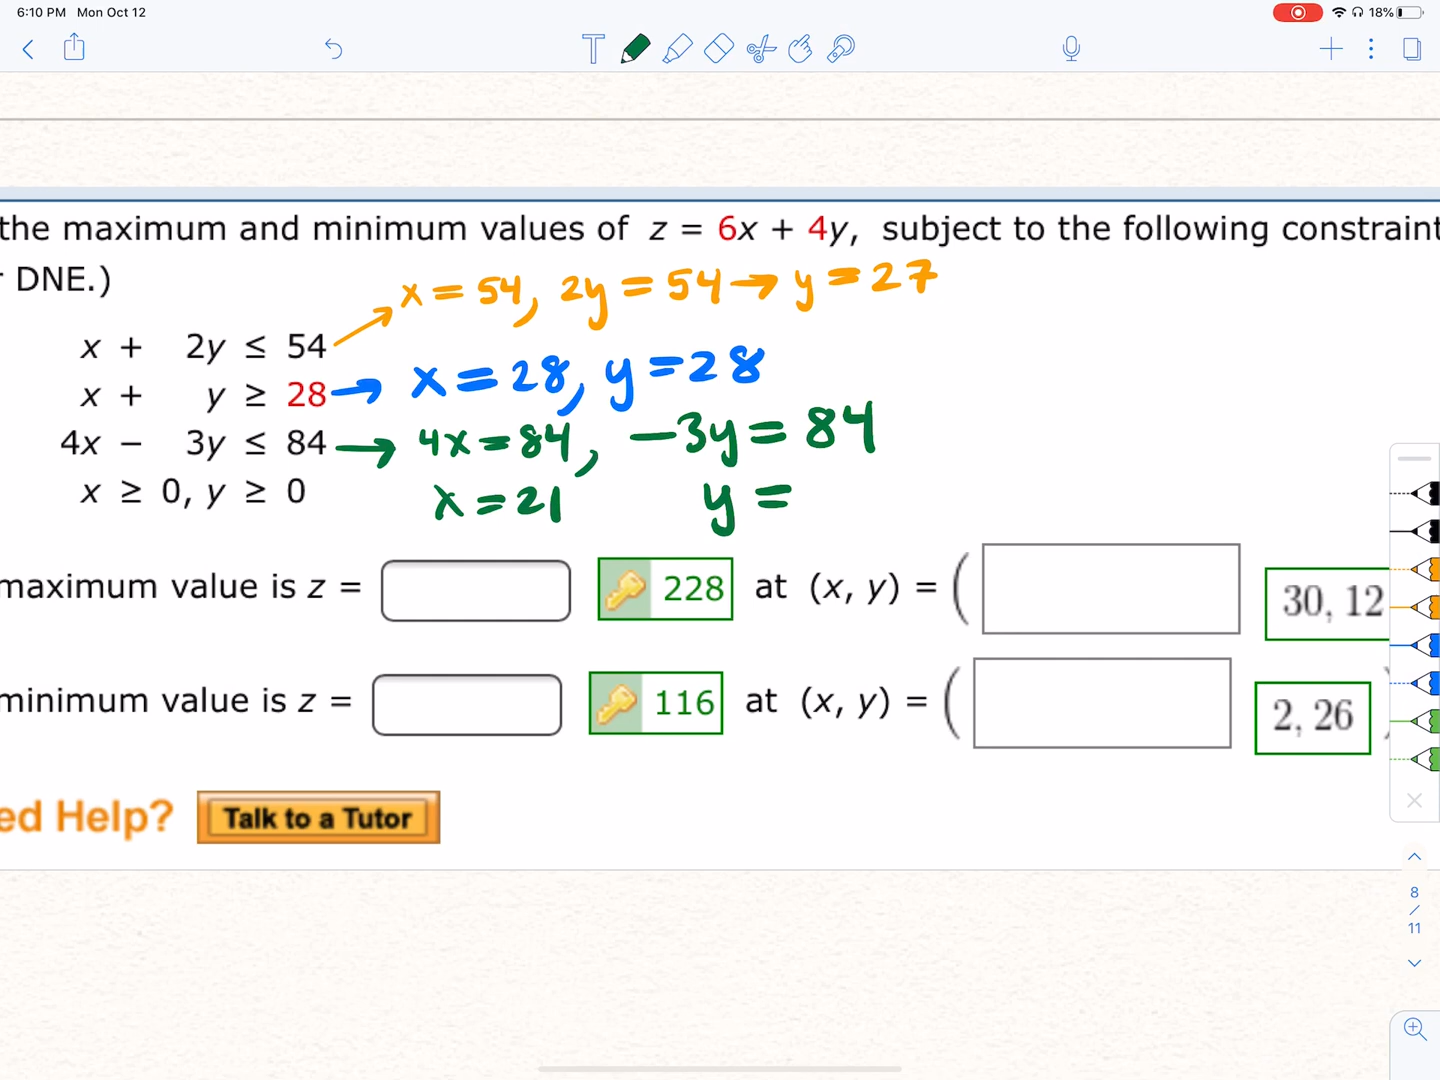 6:10 PM Mon Oct 12
18%
the maximum and minimum values of z = 6x + 4y, subject to the following constraint
DNE.)
x = 54, 2y = 54 → y = 27
x + 2y ≤ 54
x + y ≥ 28 → x = 28, y = 28
4x − 3y ≤ 84 → 4x = 84, −3y = 84
x ≥ 0, y ≥ 0
x = 21 y =
maximum value is z = 228 at (x, y) = ( 30, 12
minimum value is z = 116 at (x, y) = ( 2, 26 )
ed Help? Talk to a Tutor
8
/
11